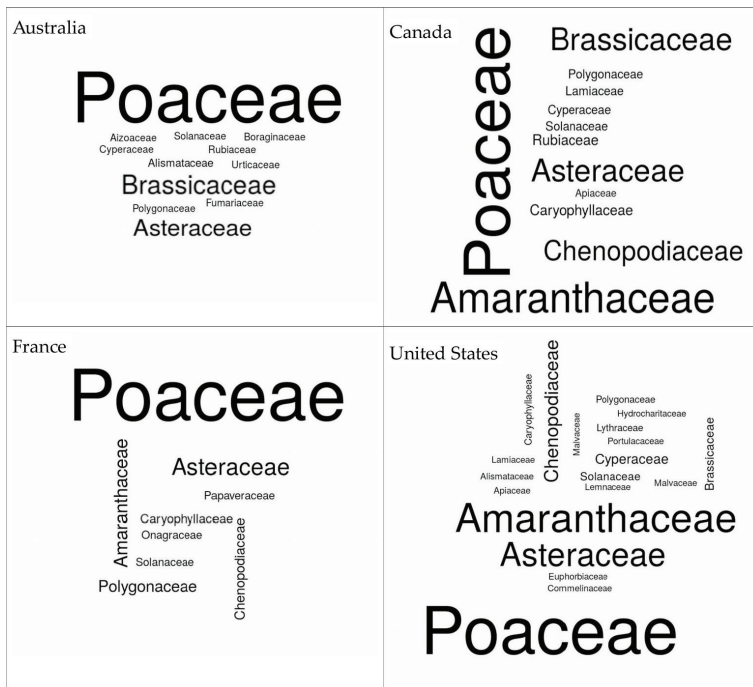 Australia
Poaceae
Aizoaceae
Solanaceae
Boraginaceae
Cyperaceae
Rubiaceae
Alismataceae
Urticaceae
Brassicaceae
Fumariaceae
Polygonaceae
Asteraceae
Canada
Poaceae
Brassicaceae
Polygonaceae
Lamiaceae
Cyperaceae
Solanaceae
Rubiaceae
Asteraceae
Apiaceae
Caryophyllaceae
Chenopodiaceae
Amaranthaceae
France
Poaceae
Amaranthaceae
Asteraceae
Papaveraceae
Caryophyllaceae
Onagraceae
Chenopodiaceae
Solanaceae
Polygonaceae
United States
Caryophyllaceae
Chenopodiaceae
Malvaceae
Polygonaceae
Hydrocharitaceae
Lythraceae
Portulacaceae
Brassicaceae
Lamiaceae
Cyperaceae
Alismataceae
Solanaceae
Apiaceae
Lemnaceae
Malvaceae
Amaranthaceae
Asteraceae
Euphorbiaceae
Commelinaceae
Poaceae